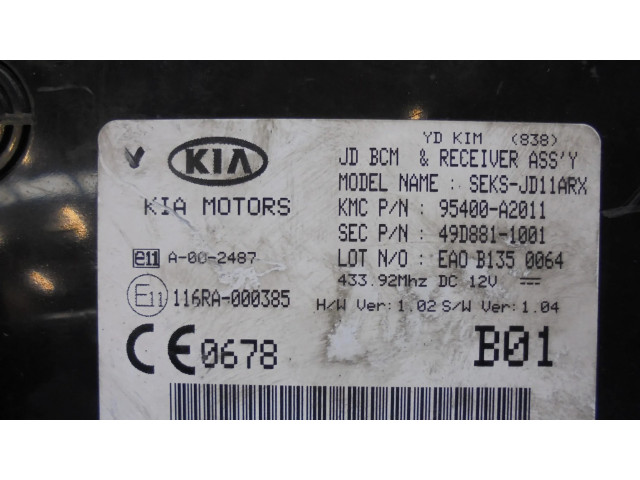 YD KIM (838)
KIA
JD BCM & RECEIVER ASS'Y
MODEL NAME : SEKS-JD11ARX
KIA MOTORS
KMC P/N : 95400-A2011
SEC P/N : 49D881-1001
e11 A-00-2487
LOT N/O : EAO B135 0064
433.92Mhz DC 12V
E11 116RA-000385
H/W Ver:1.02 S/W Ver:1.04
CE 0678
B01